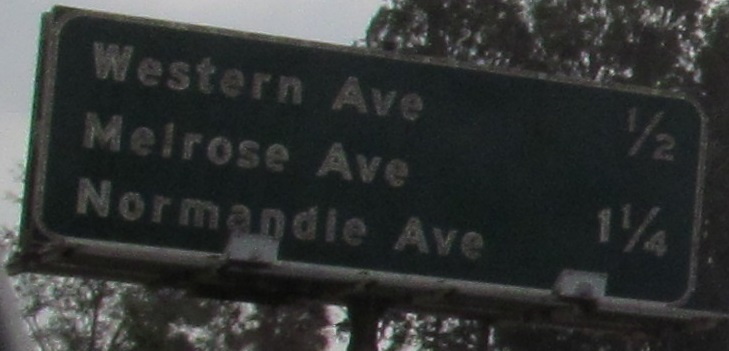 Western Ave 1/2
Melrose Ave
Normandie Ave 1 1/4